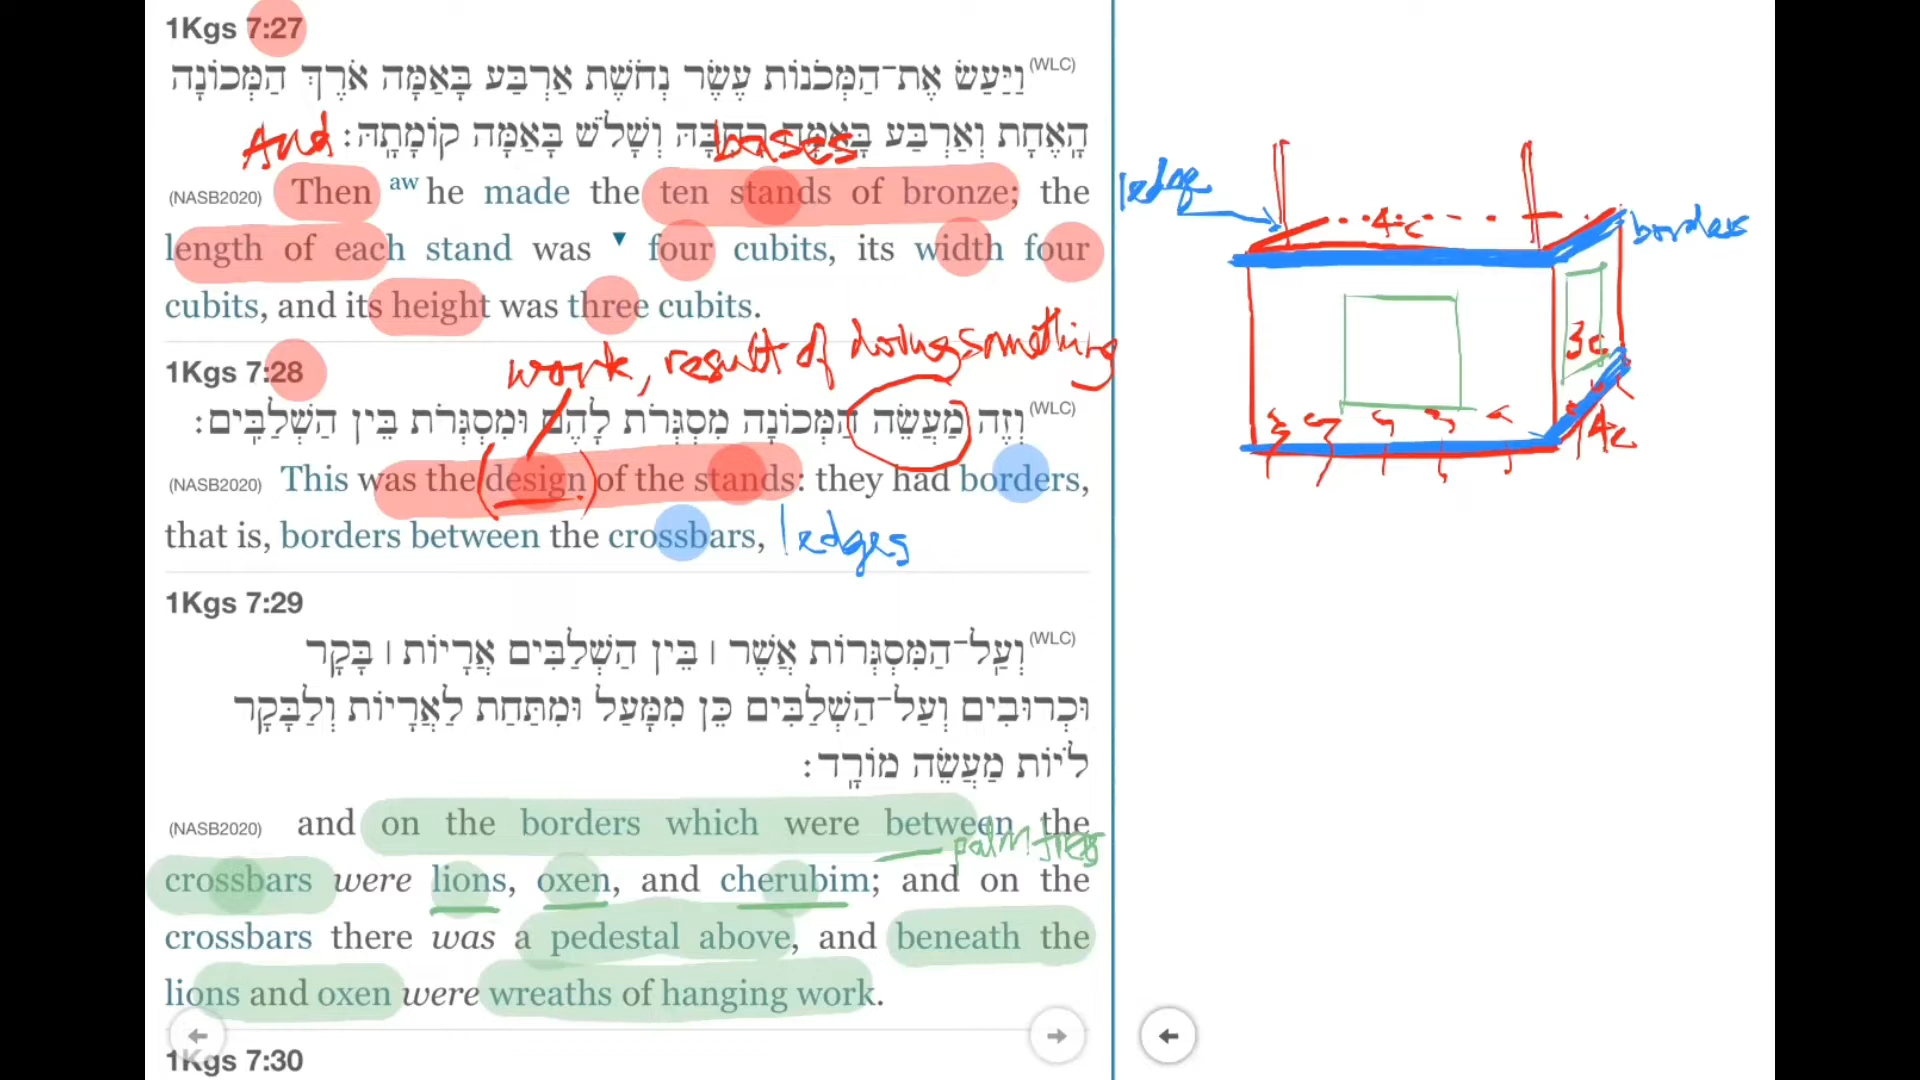 1Kgs 7:27
(WLC) וַיַּעַשׂ אֶת־הַמְּכֹנוֹת עֶשֶׂר נְחֹשֶׁת אַרְבַּע בָּאַמָּה אֹרֶךְ הַמְּכוֹנָה
הָֽאֶחָת וְאַרְבַּע בָּאַמָּה רָחְבָּהּ וְשָׁלֹשׁ בָּאַמָּה קוֹמָתָֽהּ׃
And bases
(NASB2020) Then aw he made the ten stands of bronze; the
length of each stand was ▼ four cubits, its width four
cubits, and its height was three cubits.
work, result of doing something
1Kgs 7:28
(WLC) וְזֶה מַעֲשֵׂה הַמְּכוֹנָה מִסְגְּרֹת לָהֶם וּמִסְגְּרֹת בֵּין הַשְׁלַבִּֽים׃
(NASB2020) This was the (design) of the stands: they had borders,
that is, borders between the crossbars, ledges
1Kgs 7:29
(WLC) וְעַֽל־הַמִּסְגְּרוֹת אֲשֶׁר ׀ בֵּין הַשְׁלַבִּים אֲרָיוֹת ׀ בָּקָר
וּכְרוּבִים וְעַל־הַשְׁלַבִּים כֵּן מִמָּעַל וּמִתַּחַת לַאֲרָיוֹת וְלַבָּקָר
לֹיוֹת מַעֲשֵׂה מוֹרָֽד׃
(NASB2020) and on the borders which were between the
palm trees
crossbars were lions, oxen, and cherubim; and on the
crossbars there was a pedestal above, and beneath the
lions and oxen were wreaths of hanging work.
1Kgs 7:30
ledge
4c
borders
3c
4c